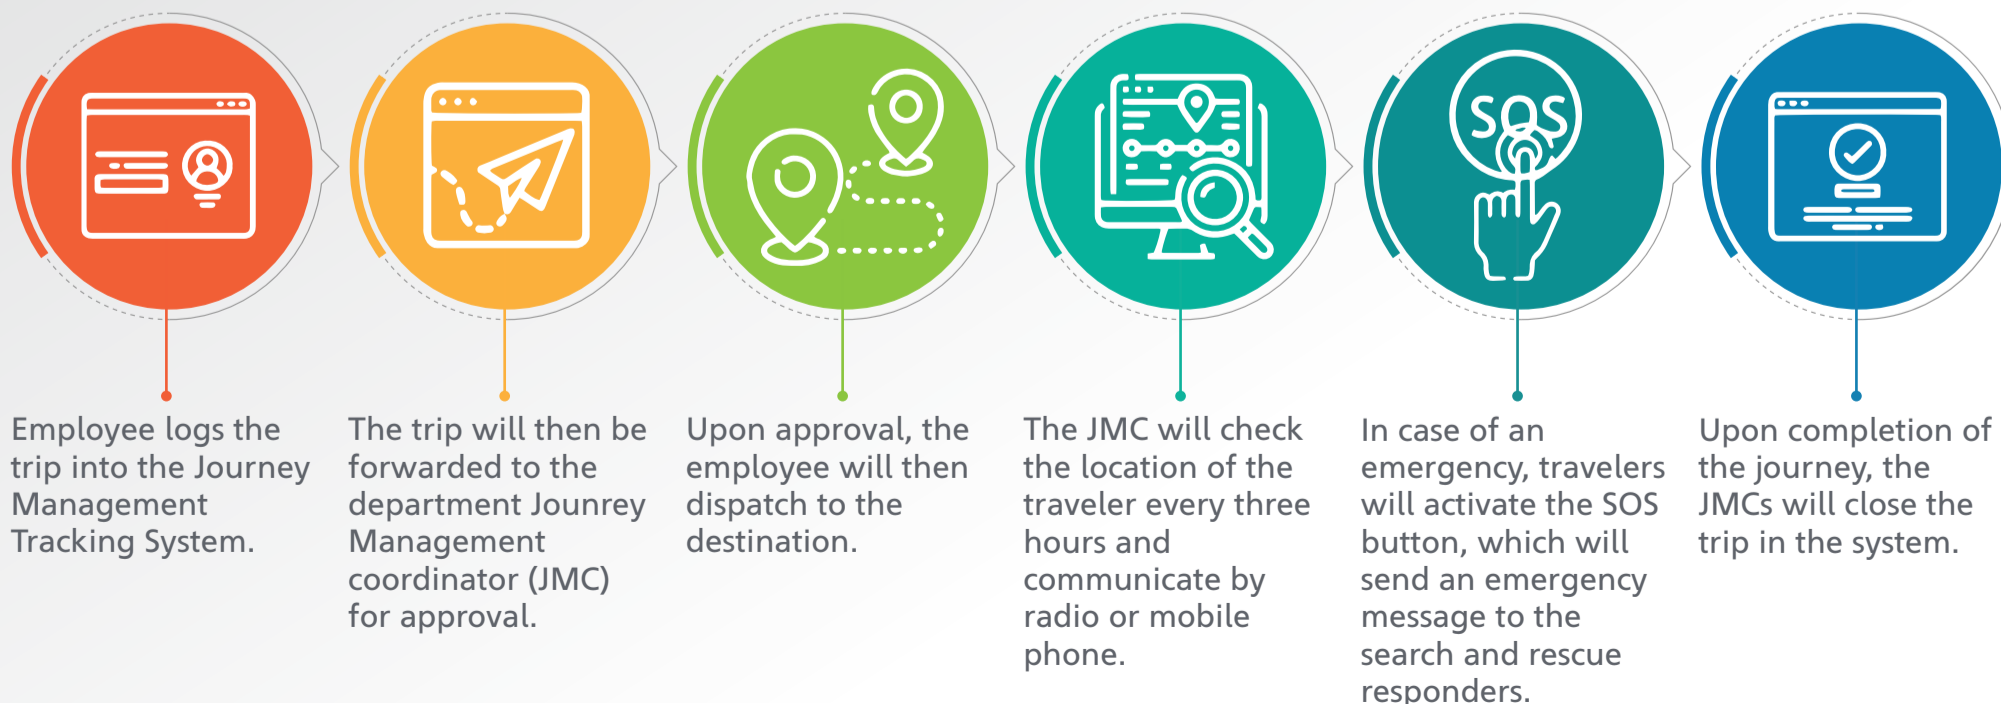 SOS
Employee logs the
trip into the Journey
Management
Tracking System.
The trip will then be
forwarded to the
department Jounrey
Management
coordinator (JMC)
for approval.
Upon approval, the
employee will then
dispatch to the
destination.
The JMC will check
the location of the
traveler every three
hours and
communicate by
radio or mobile
phone.
In case of an
emergency, travelers
will activate the SOS
button, which will
send an emergency
message to the
search and rescue
responders.
Upon completion of
the journey, the
JMCs will close the
trip in the system.